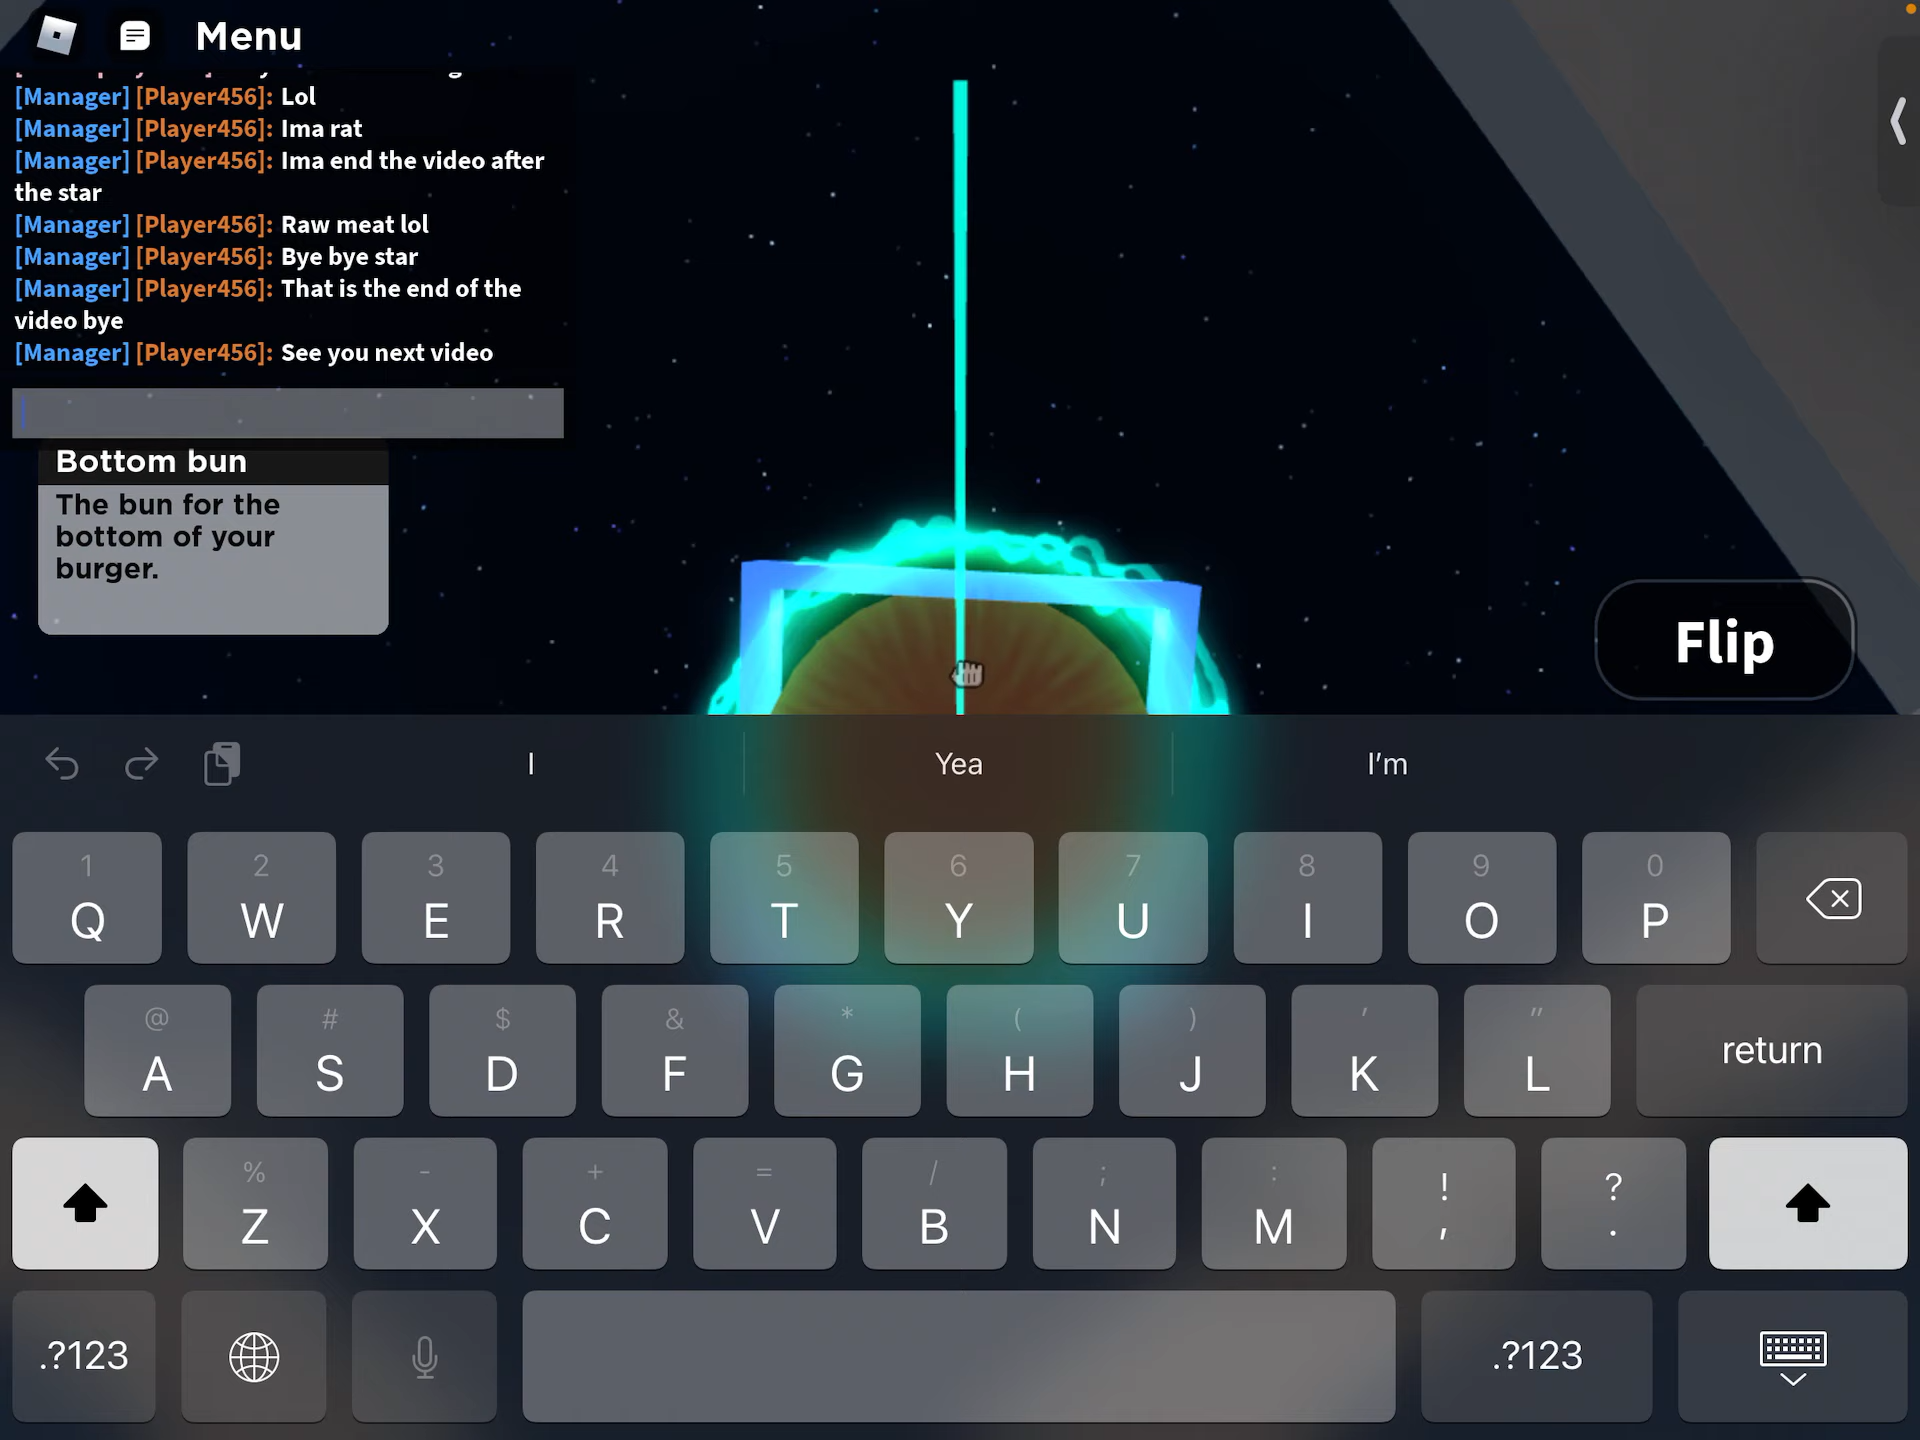 Menu
[Manager] [Player456]: Lol
[Manager] [Player456]: Ima rat
[Manager] [Player456]: Ima end the video after
the star
[Manager] [Player456]: Raw meat lol
[Manager] [Player456]: Bye bye star
[Manager] [Player456]: That is the end of the
video bye
[Manager] [Player456]: See you next video
Bottom bun
The bun for the
bottom of your
burger.
Flip
I Yea I'm
1 2 3 4 5 6 7 8 9 0
Q W E R T Y U I O P
@ # $ & * ( ) ' "
A S D F G H J K L return
% - + = / ; : ! ?
Z X C V B N M , .
.?123 .?123